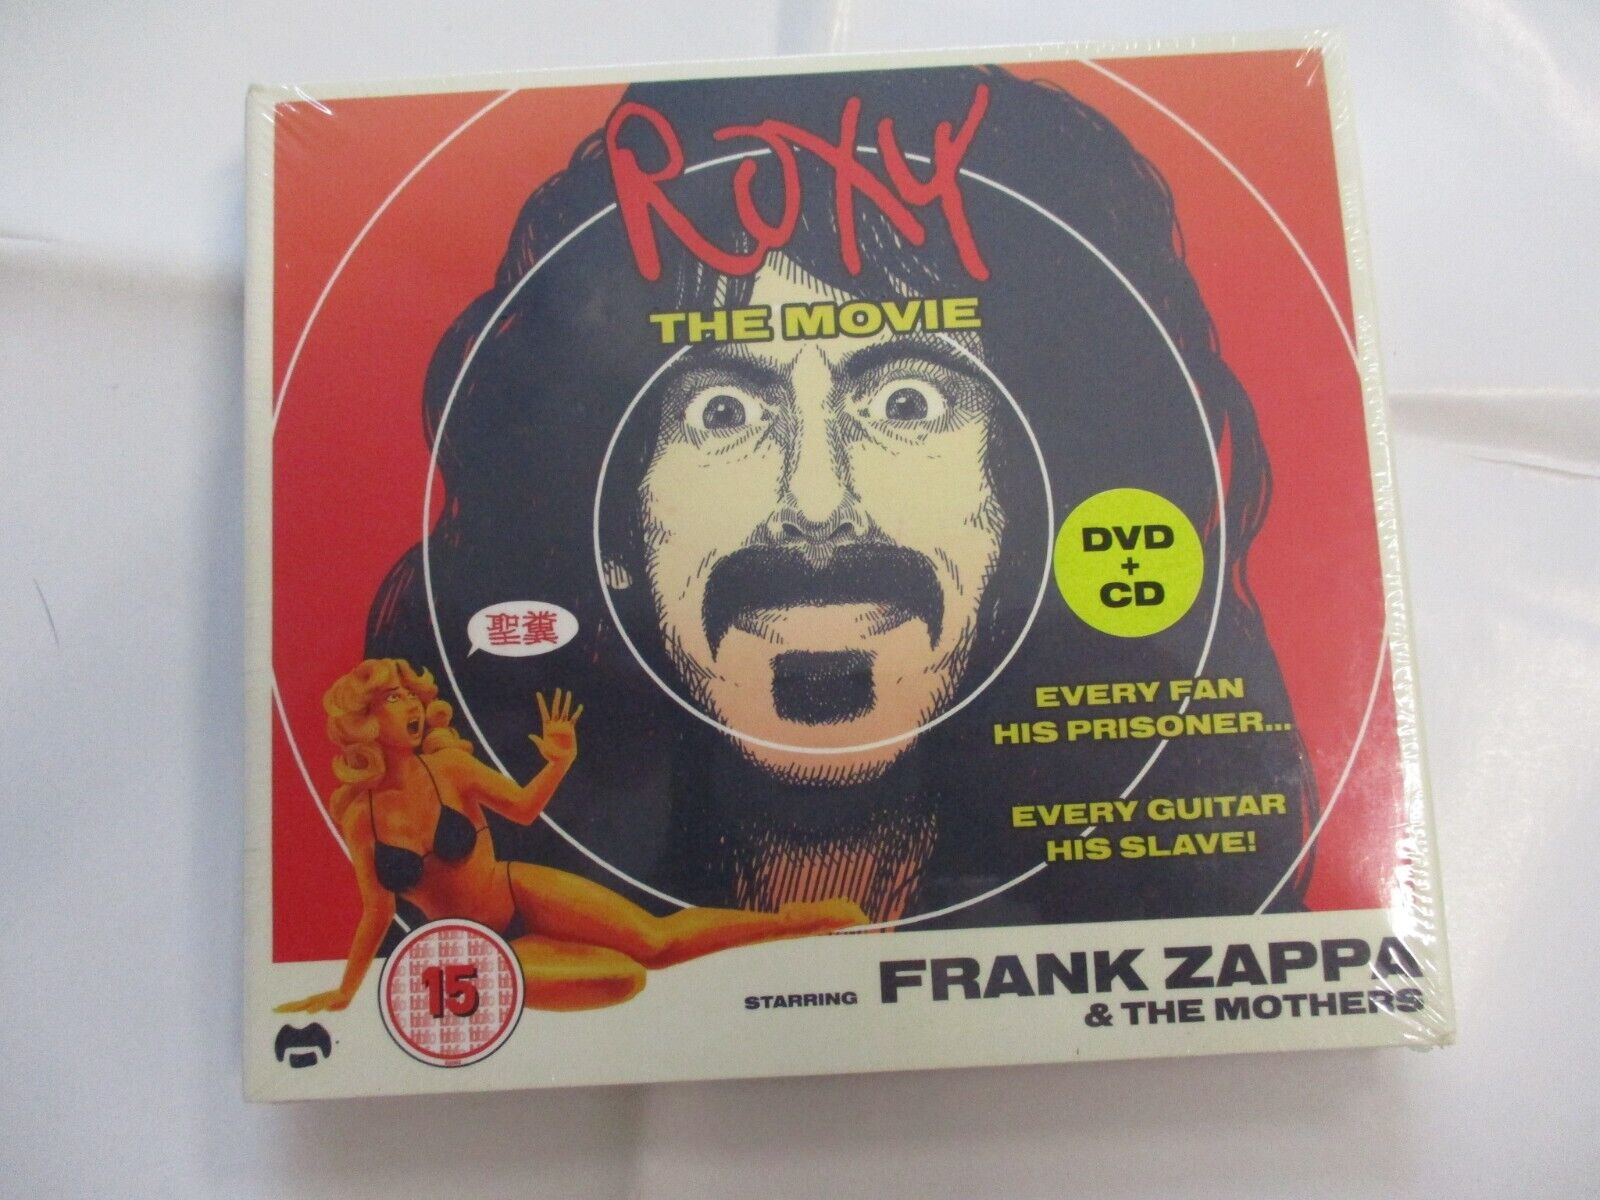 ROXY
THE MOVIE
DVD
+
CD
聖糞
EVERY FAN
HIS PRISONER...
EVERY GUITAR
HIS SLAVE!
15
STARRING FRANK ZAPPA
& THE MOTHERS